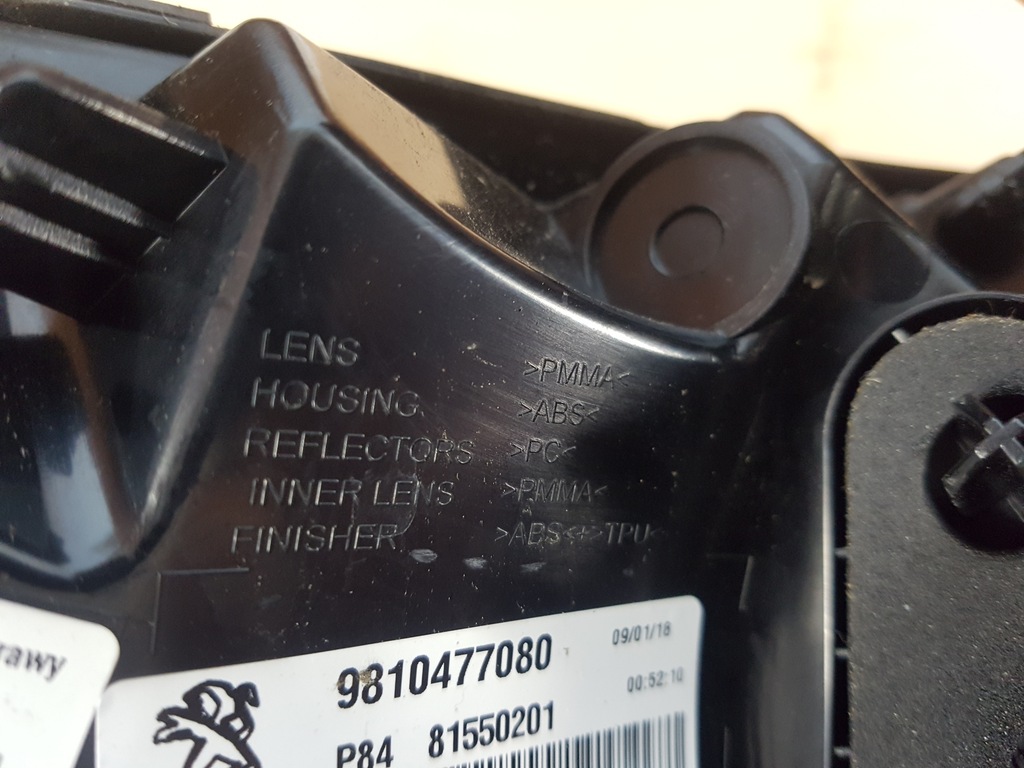 LENS >PMMA<
HOUSING >ABS<
REFLECTORS >PC<
INNER LENS >PMMA<
FINISHER >ABS<+>TPU<
rawy
9810477080 09/01/18
00:52:10
P84 81550201